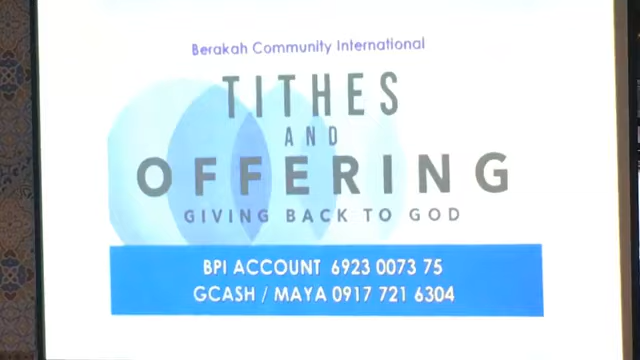 Berakah Community International
TITHES
AND
OFFERING
GIVING BACK TO GOD
BPI ACCOUNT 6923 0073 75
GCASH / MAYA 0917 721 6304